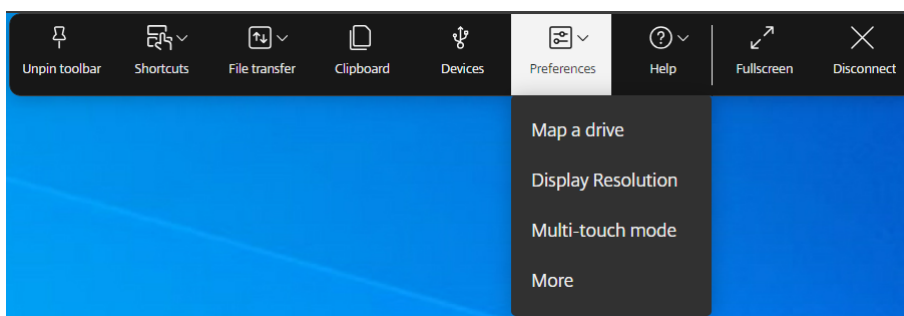 Unpin toolbar
Shortcuts
File transfer
Clipboard
Devices
Preferences
Help
Fullscreen
Disconnect
Map a drive
Display Resolution
Multi-touch mode
More